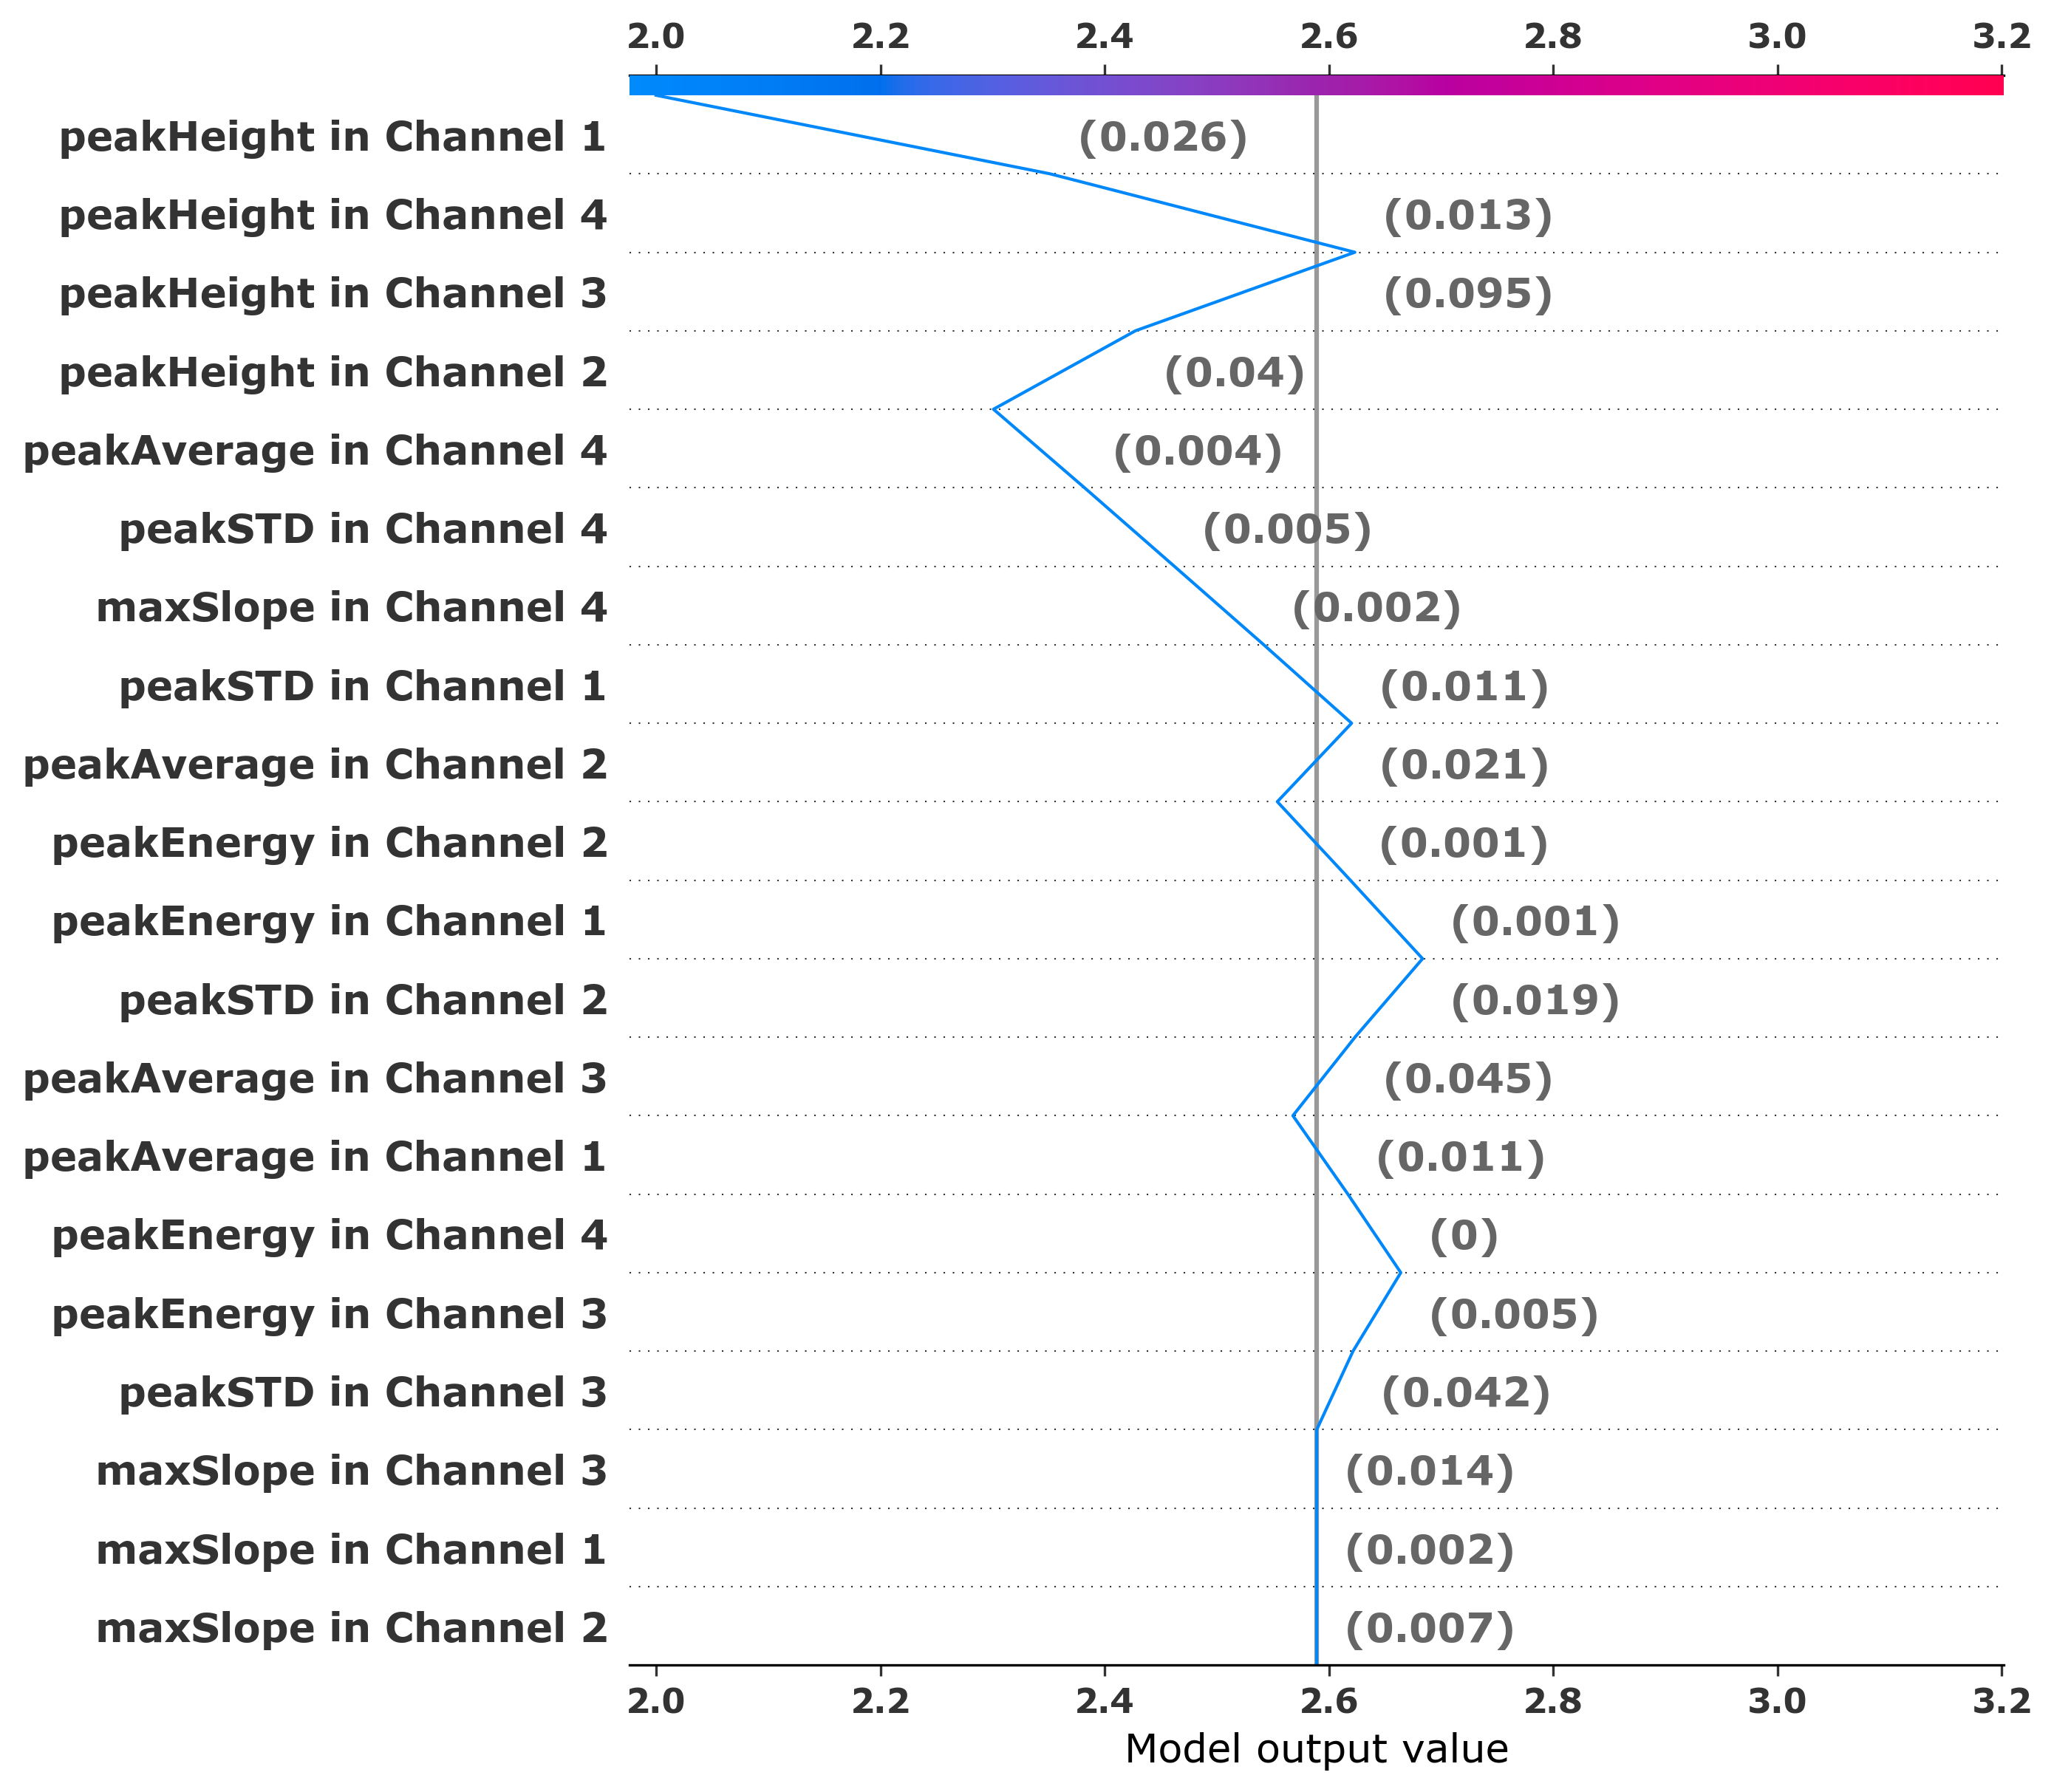 2.0 2.2 2.4 2.6 2.8 3.0 3.2
peakHeight in Channel 1 (0.026)
peakHeight in Channel 4 (0.013)
peakHeight in Channel 3 (0.095)
peakHeight in Channel 2 (0.04)
peakAverage in Channel 4 (0.004)
peakSTD in Channel 4 (0.005)
maxSlope in Channel 4 (0.002)
peakSTD in Channel 1 (0.011)
peakAverage in Channel 2 (0.021)
peakEnergy in Channel 2 (0.001)
peakEnergy in Channel 1 (0.001)
peakSTD in Channel 2 (0.019)
peakAverage in Channel 3 (0.045)
peakAverage in Channel 1 (0.011)
peakEnergy in Channel 4 (0)
peakEnergy in Channel 3 (0.005)
peakSTD in Channel 3 (0.042)
maxSlope in Channel 3 (0.014)
maxSlope in Channel 1 (0.002)
maxSlope in Channel 2 (0.007)
2.0 2.2 2.4 2.6 2.8 3.0 3.2
Model output value